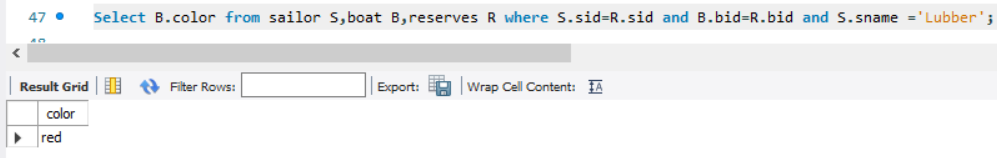 47 Select B.color from sailor S,boat B,reserves R where S.sid=R.sid and B.bid=R.bid and S.sname ='Lubber';
Result Grid Filter Rows: Export: Wrap Cell Content: IA
color
red